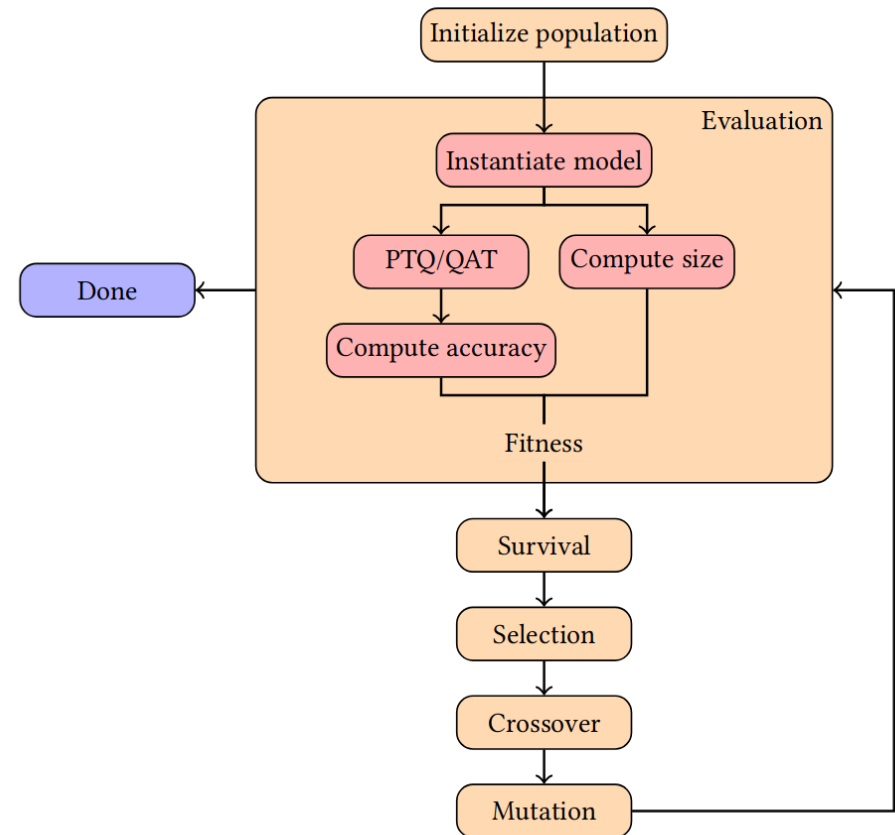 Initialize population
Evaluation
Instantiate model
PTQ/QAT
Compute size
Done
Compute accuracy
Fitness
Survival
Selection
Crossover
Mutation